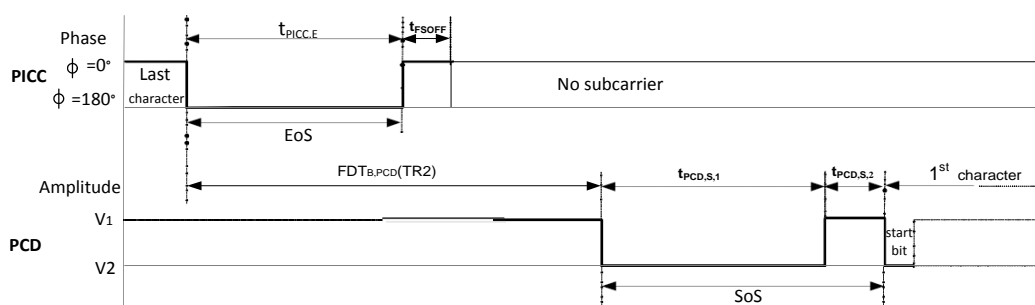 Phase
tPICC,E
tFSOFF
ϕ =0°
PICC
Last
character
No subcarrier
ϕ =180°
EoS
FDTB,PCD(TR2)
tPCD,S,1
tPCD,S,2
1st character
Amplitude
V1
PCD
start
bit
V2
SoS